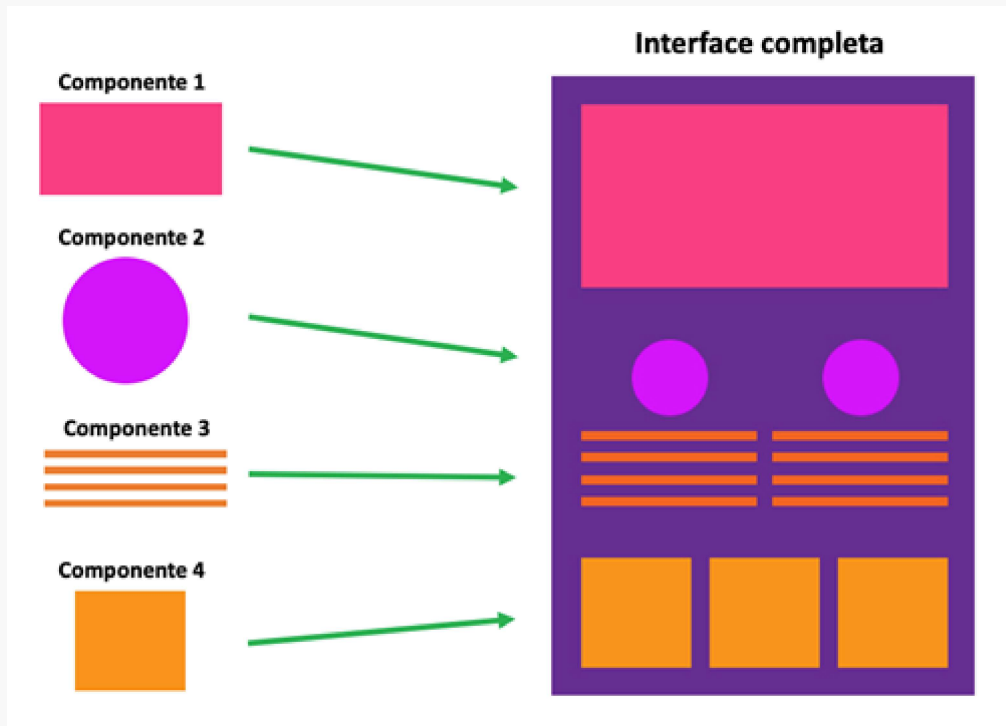 Interface completa
Componente 1
Componente 2
Componente 3
Componente 4